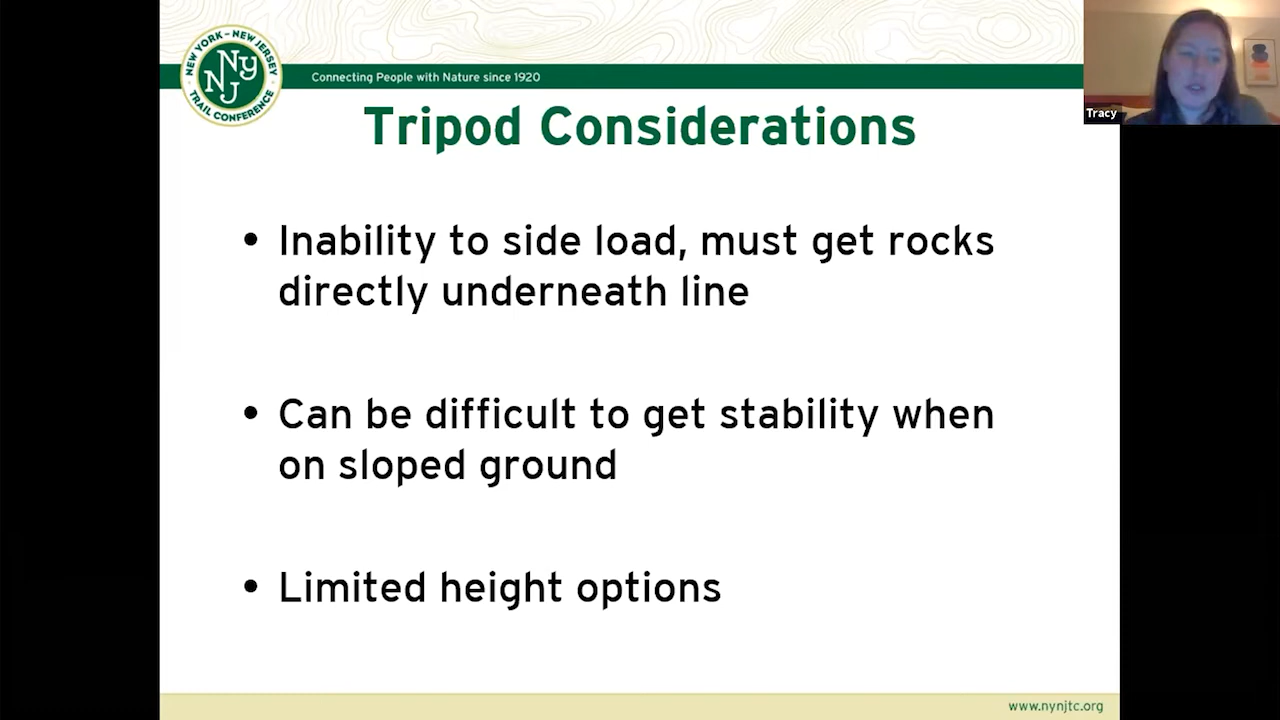 NEW YORK – NEW JERSEY
NY
NJ
TRAIL CONFERENCE
Connecting People with Nature since 1920
Tracy
Tripod Considerations
• Inability to side load, must get rocks
directly underneath line
• Can be difficult to get stability when
on sloped ground
• Limited height options
www.nynjtc.org